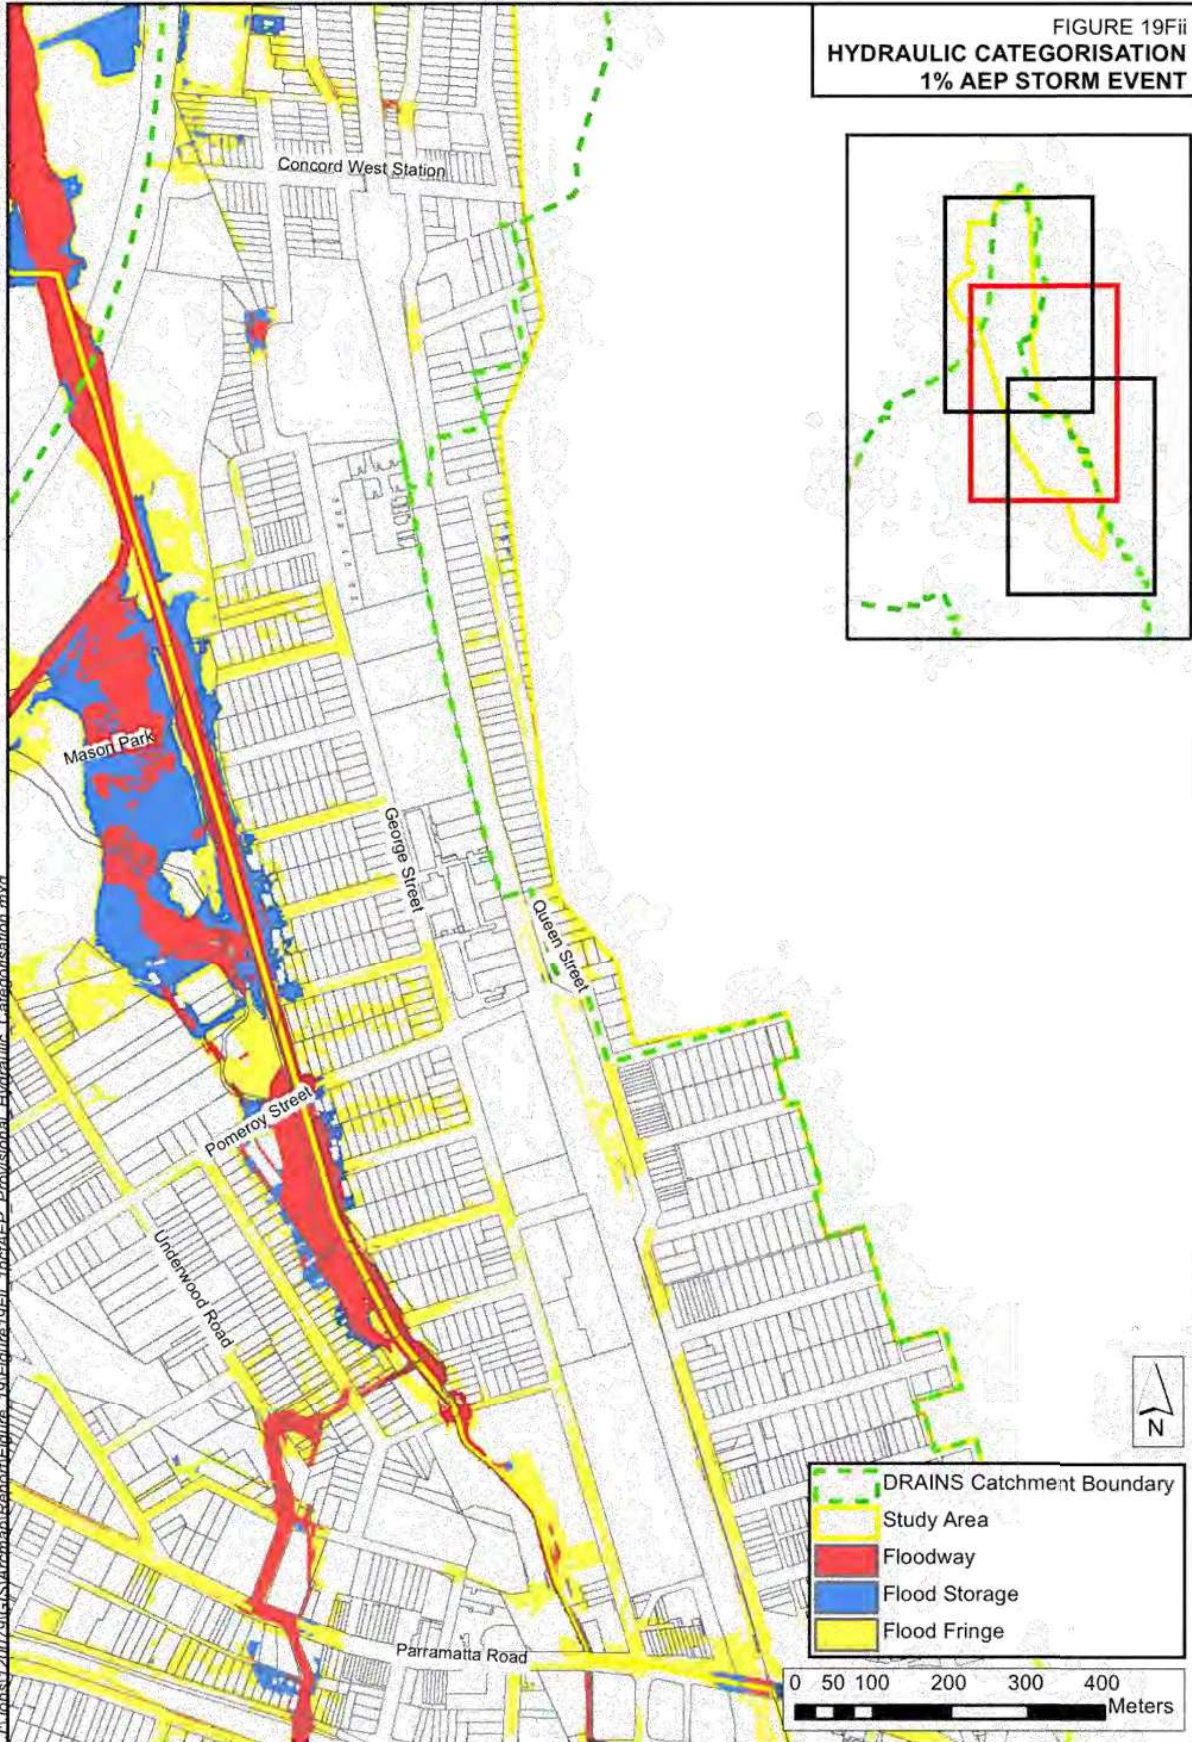 FIGURE 19Fii
HYDRAULIC CATEGORISATION
1% AEP STORM EVENT
Concord West Station
Mason Park
George Street
Queen Street
Pomeroy Street
Underwood Road
Parramatta Road
N
DRAINS Catchment Boundary
Study Area
Floodway
Flood Storage
Flood Fringe
0 50 100 200 300 400
Meters